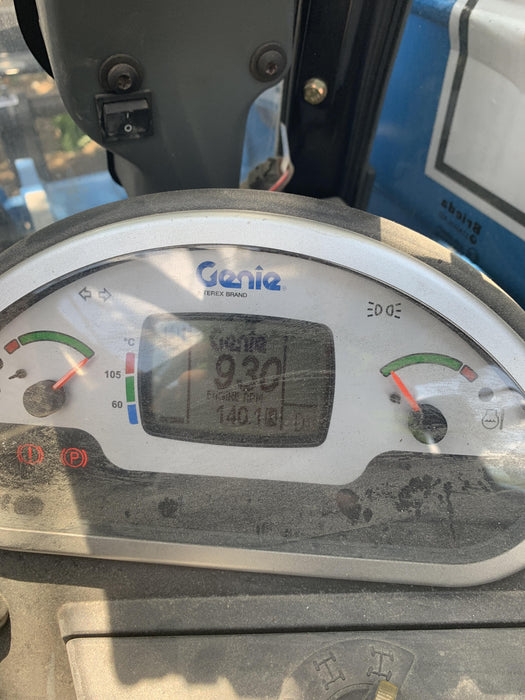 Genie
TEREX BRAND
°C
105
60
Genie
930
ENGINE RPM
140.1
P
O